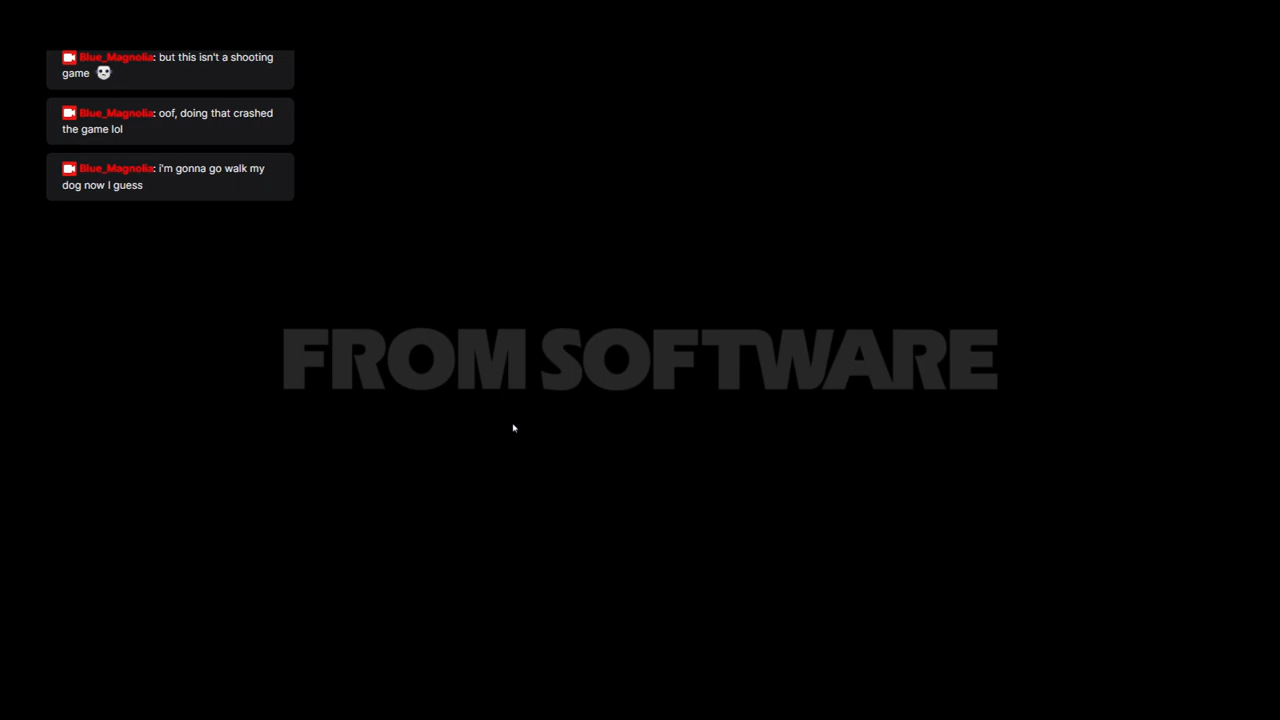 Blue_Magnolia: but this isn't a shooting
game
Blue_Magnolia: oof, doing that crashed
the game lol
Blue_Magnolia: i'm gonna go walk my
dog now I guess
FROM SOFTWARE